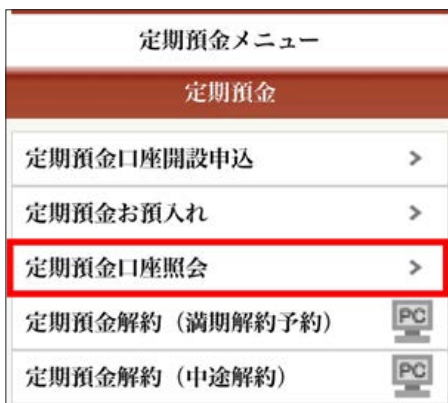 定期預金メニュー
定期預金
定期預金口座開設申込
定期預金お預入れ
定期預金口座照会
定期預金解約（満期解約予約） PC
定期預金解約（中途解約） PC